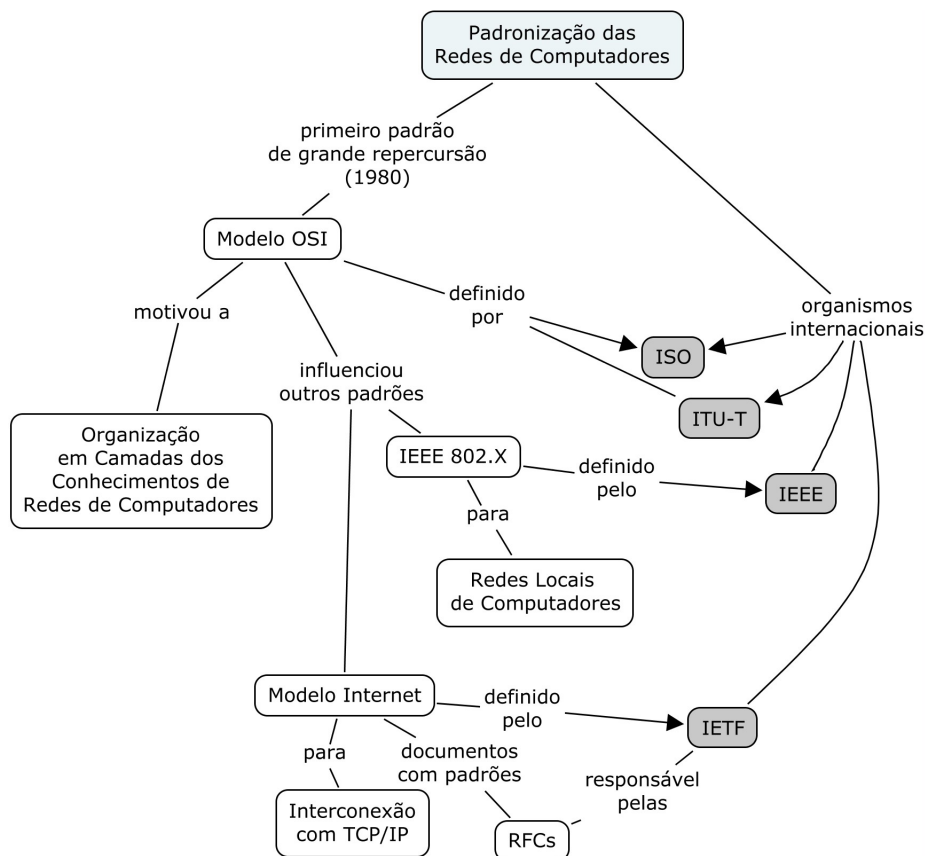 Padronização das
Redes de Computadores
primeiro padrão
de grande repercursão
(1980)
Modelo OSI
motivou a
definido
por
organismos
internacionais
ISO
ITU-T
influenciou
outros padrões
Organização
em Camadas dos
Conhecimentos de
Redes de Computadores
IEEE 802.X
definido
pelo
IEEE
para
Redes Locais
de Computadores
Modelo Internet
definido
pelo
IETF
para
documentos
com padrões
responsável
pelas
Interconexão
com TCP/IP
RFCs